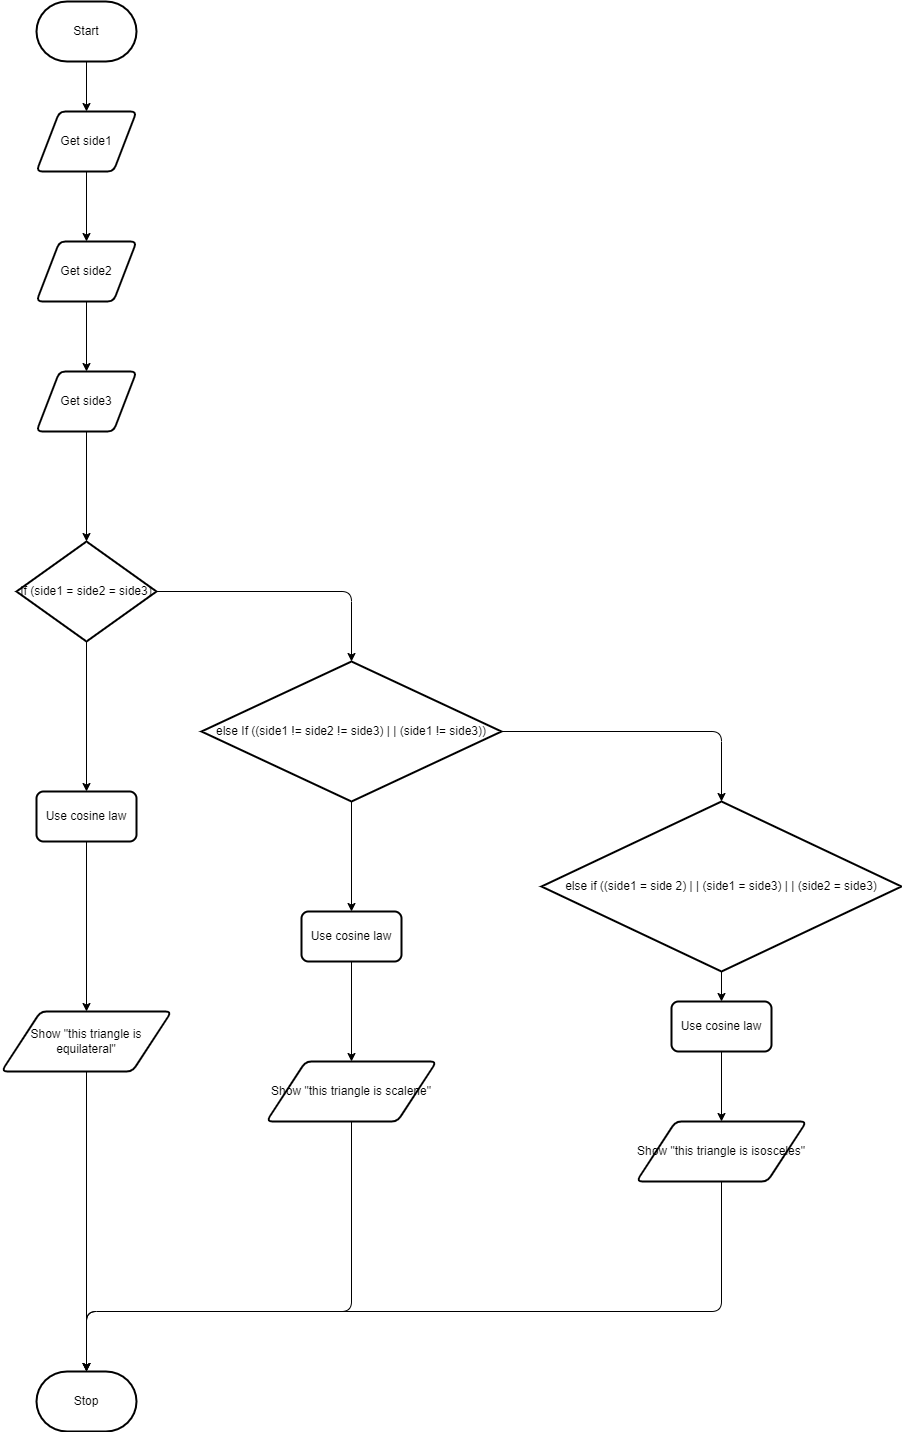 Start
Get side1
Get side2
Get side3
If (side1 = side2 = side3)
else If ((side1 != side2 != side3) | | (side1 != side3))
else if ((side1 = side 2) | | (side1 = side3) | | (side2 = side3)
Use cosine law
Use cosine law
Use cosine law
Show "this triangle is
equilateral"
Show "this triangle is scalene"
Show "this triangle is isosceles"
Stop